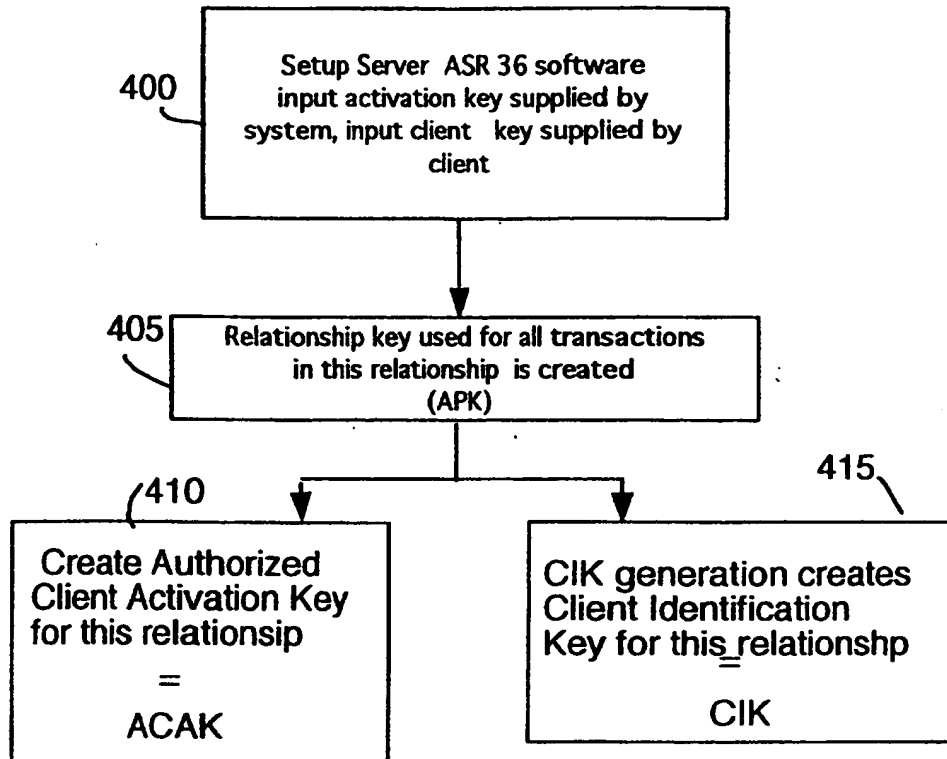 400
Setup Server ASR 36 software
input activation key supplied by
system, input client key supplied by
client
405
Relationship key used for all transactions
in this relationship is created
(APK)
410
Create Authorized
Client Activation Key
for this relationsip
=
ACAK
415
CIK generation creates
Client Identification
Key for this relationshp
=
CIK